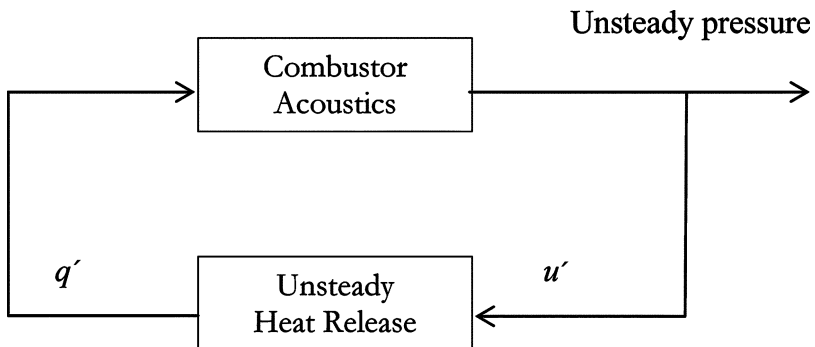 Unsteady pressure
Combustor
Acoustics
q´
u´
Unsteady
Heat Release